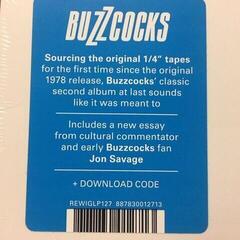 BUZZCOCKS
Sourcing the original 1/4" tapes
for the first time since the original
1978 release, Buzzcocks' classic
second album at last sounds
like it was meant to
Includes a new essay
from cultural commentator
and early Buzzcocks fan
Jon Savage
+ DOWNLOAD CODE
REWIGLP127 887830012713